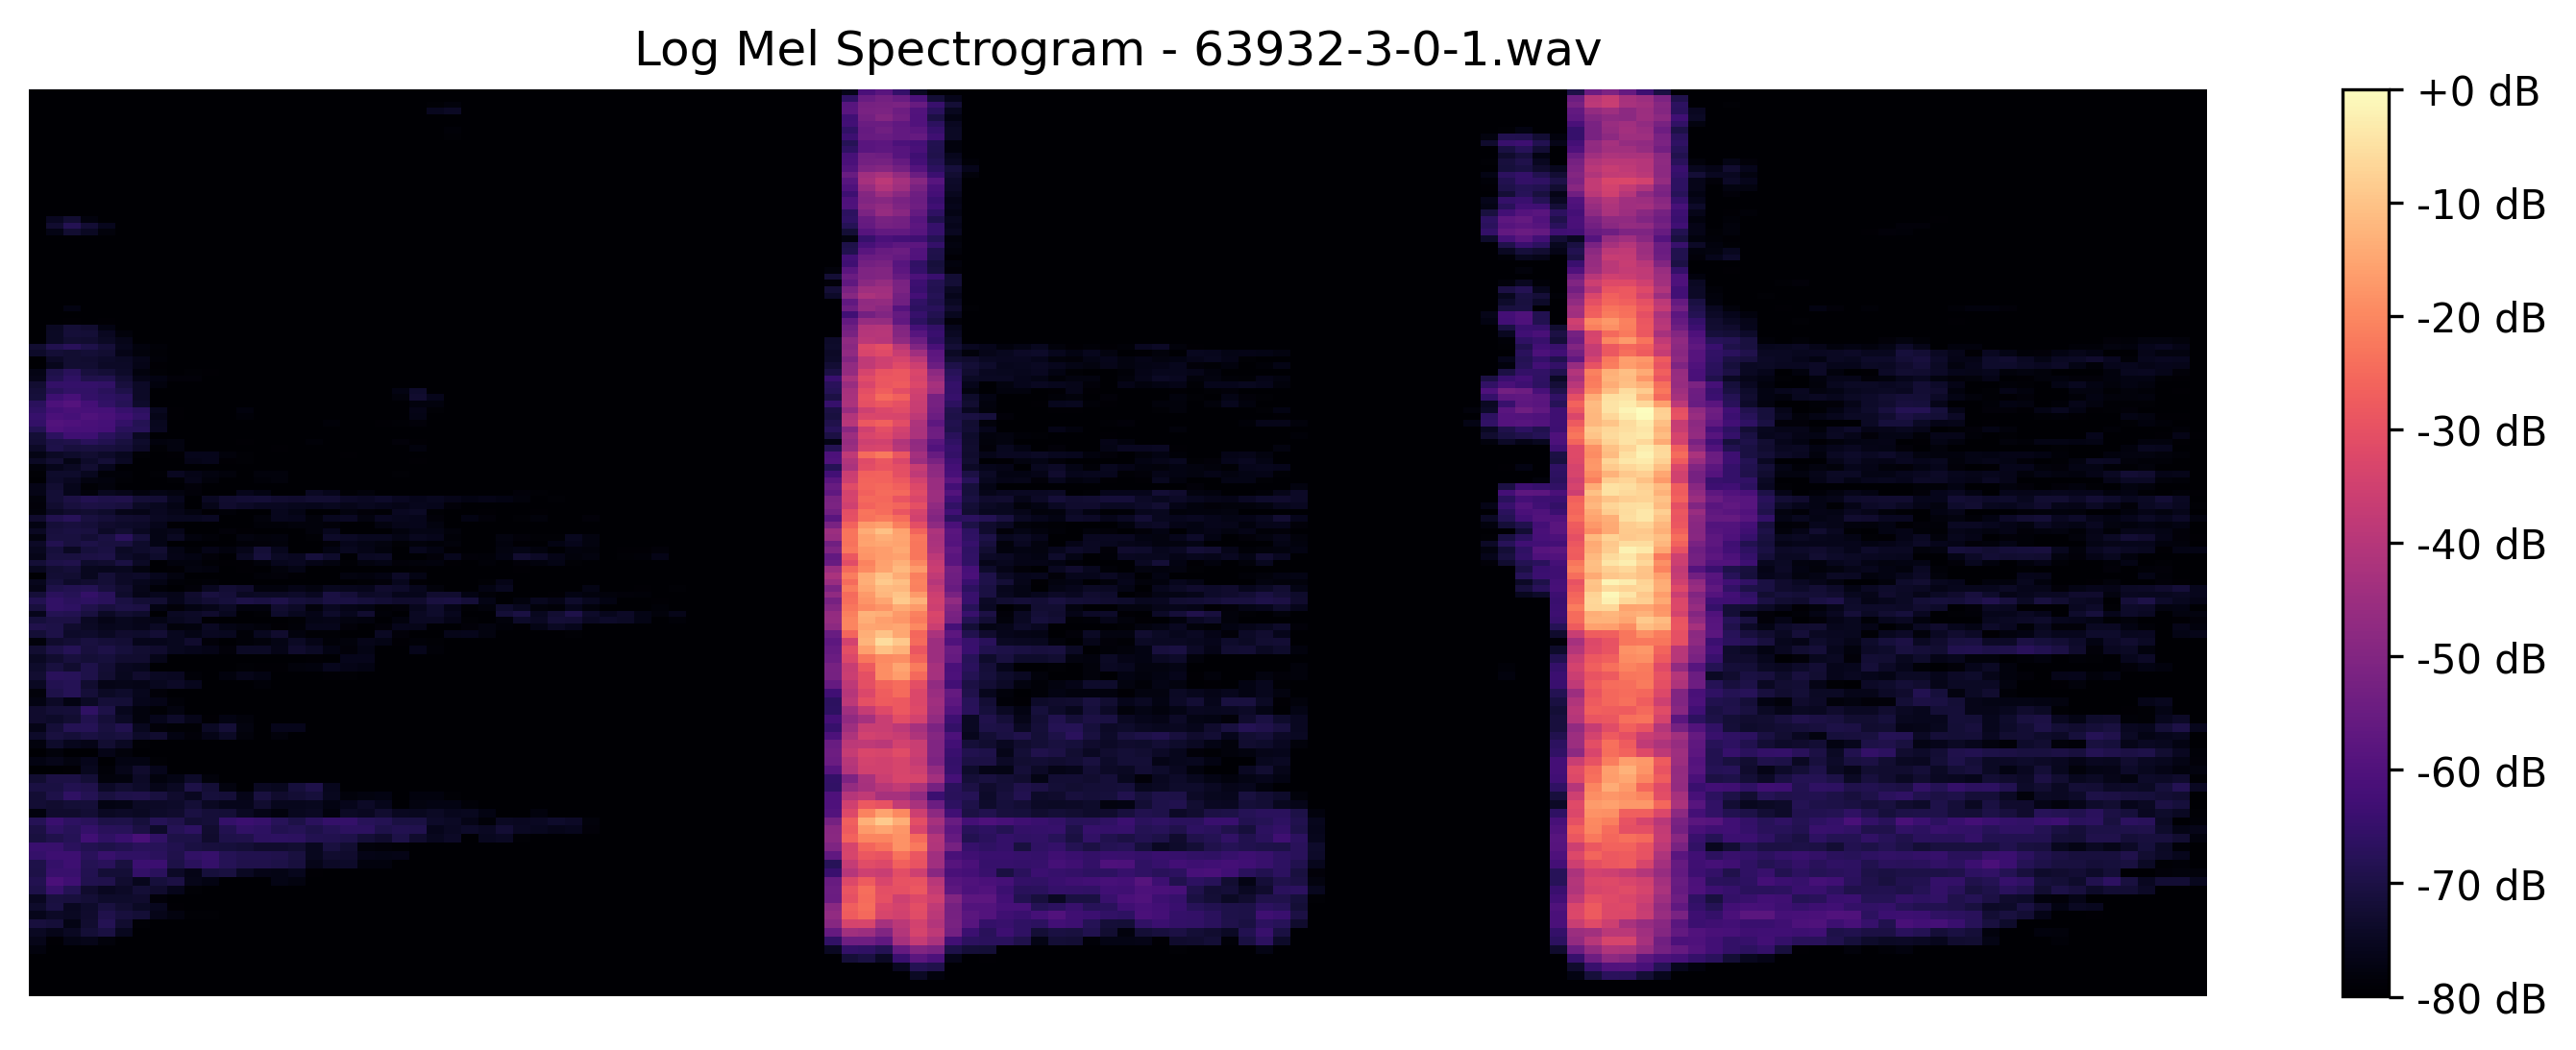 Log Mel Spectrogram - 63932-3-0-1.wav
+0 dB
-10 dB
-20 dB
-30 dB
-40 dB
-50 dB
-60 dB
-70 dB
-80 dB